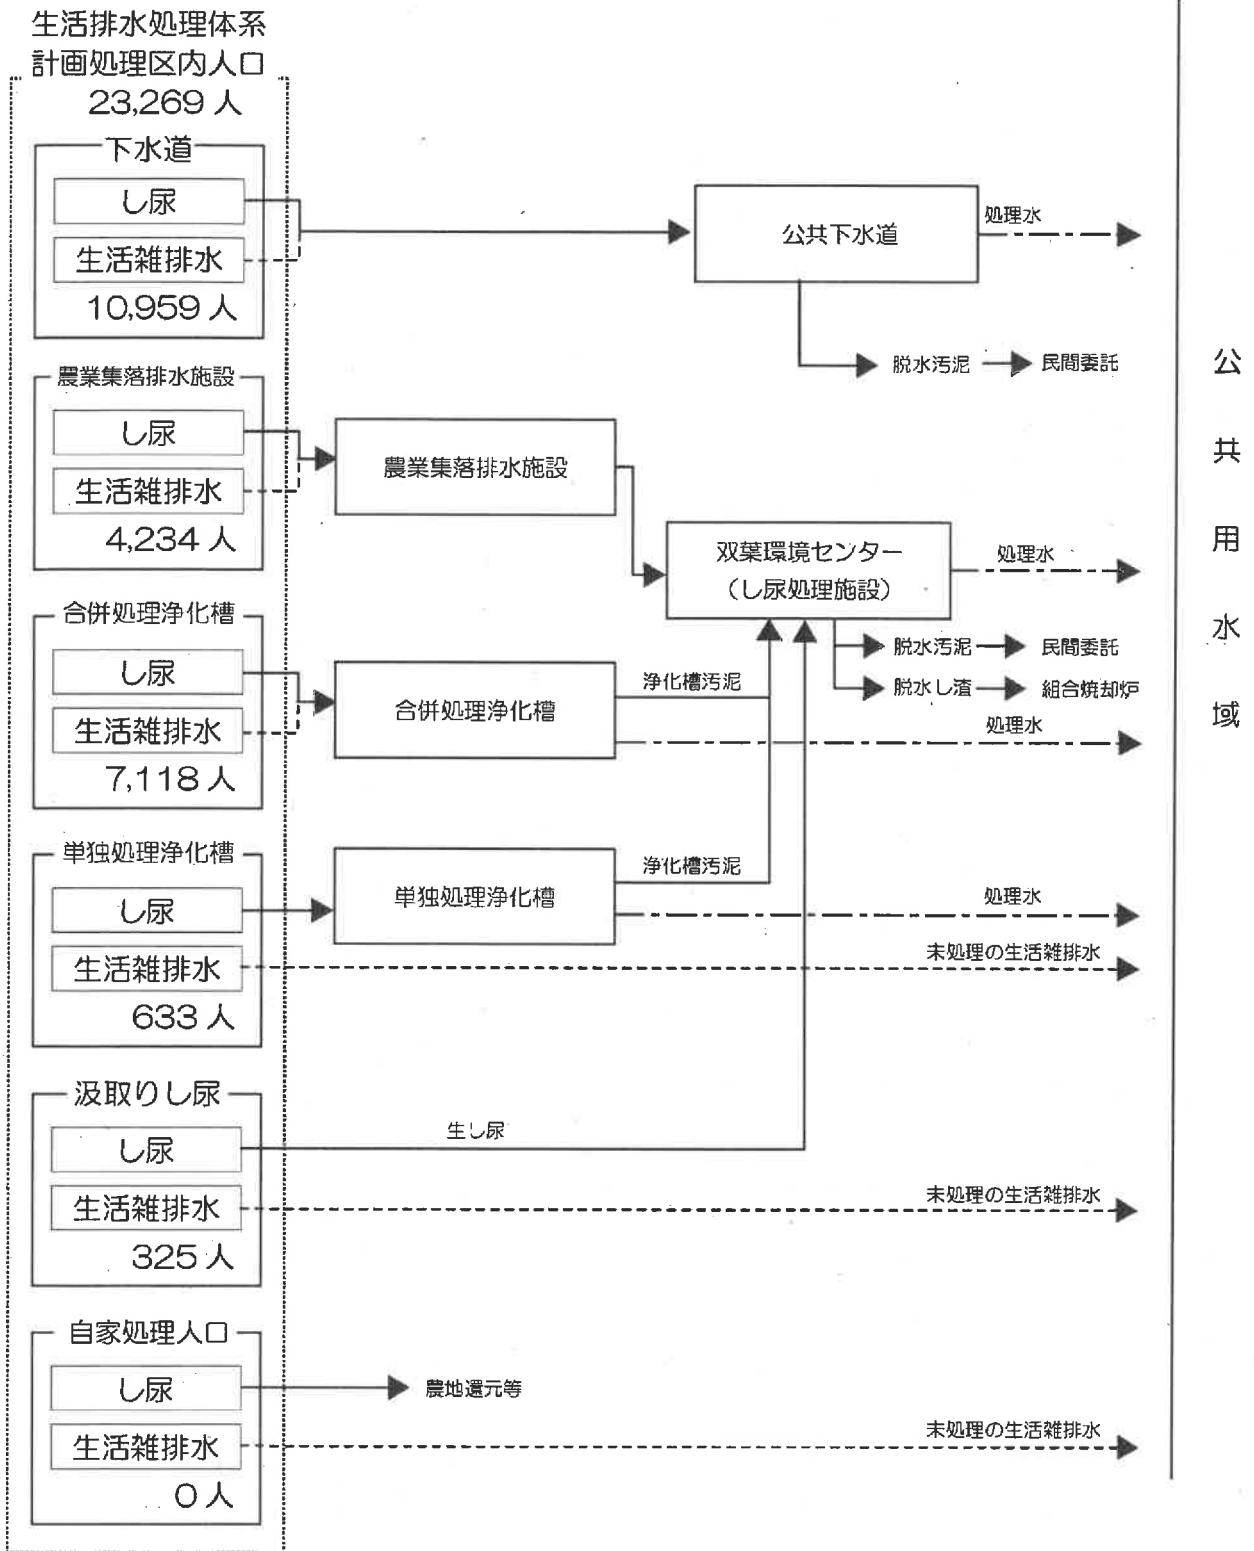 生活排水処理体系
計画処理区内人口
23,269 人
下水道
し尿
生活雑排水
10,959 人
公共下水道
処理水
脱水汚泥
民間委託
農業集落排水施設
し尿
生活雑排水
4,234 人
農業集落排水施設
双葉環境センター
（し尿処理施設）
処理水
脱水汚泥
民間委託
脱水し渣
組合焼却炉
合併処理浄化槽
し尿
生活雑排水
7,118 人
合併処理浄化槽
浄化槽汚泥
処理水
単独処理浄化槽
し尿
生活雑排水
633 人
単独処理浄化槽
浄化槽汚泥
処理水
未処理の生活雑排水
汲取りし尿
し尿
生活雑排水
325 人
生し尿
未処理の生活雑排水
自家処理人口
し尿
生活雑排水
0 人
農地還元等
未処理の生活雑排水
公共用水域